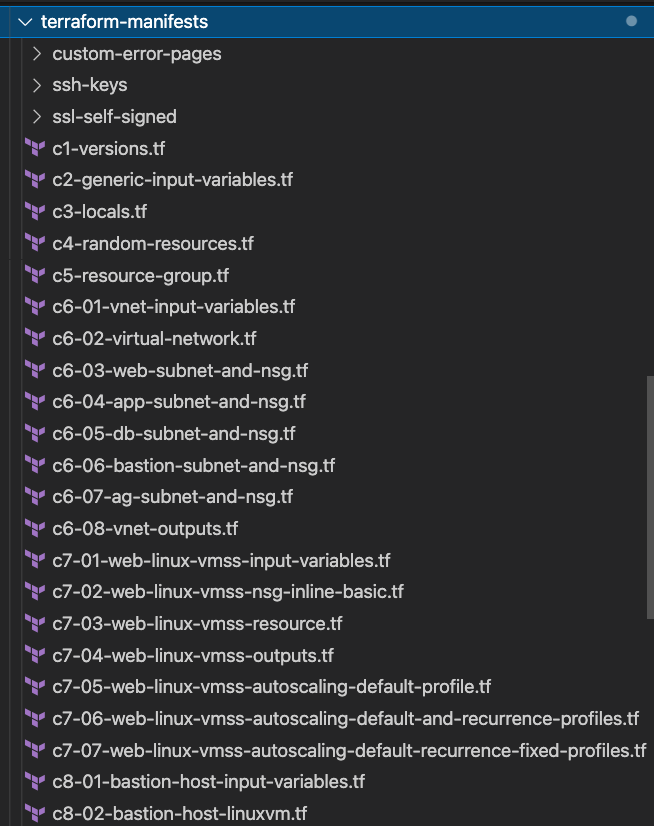 terraform-manifests
custom-error-pages
ssh-keys
ssl-self-signed
c1-versions.tf
c2-generic-input-variables.tf
c3-locals.tf
c4-random-resources.tf
c5-resource-group.tf
c6-01-vnet-input-variables.tf
c6-02-virtual-network.tf
c6-03-web-subnet-and-nsg.tf
c6-04-app-subnet-and-nsg.tf
c6-05-db-subnet-and-nsg.tf
c6-06-bastion-subnet-and-nsg.tf
c6-07-ag-subnet-and-nsg.tf
c6-08-vnet-outputs.tf
c7-01-web-linux-vmss-input-variables.tf
c7-02-web-linux-vmss-nsg-inline-basic.tf
c7-03-web-linux-vmss-resource.tf
c7-04-web-linux-vmss-outputs.tf
c7-05-web-linux-vmss-autoscaling-default-profile.tf
c7-06-web-linux-vmss-autoscaling-default-and-recurrence-profiles.tf
c7-07-web-linux-vmss-autoscaling-default-recurrence-fixed-profiles.tf
c8-01-bastion-host-input-variables.tf
c8-02-bastion-host-linuxvm.tf